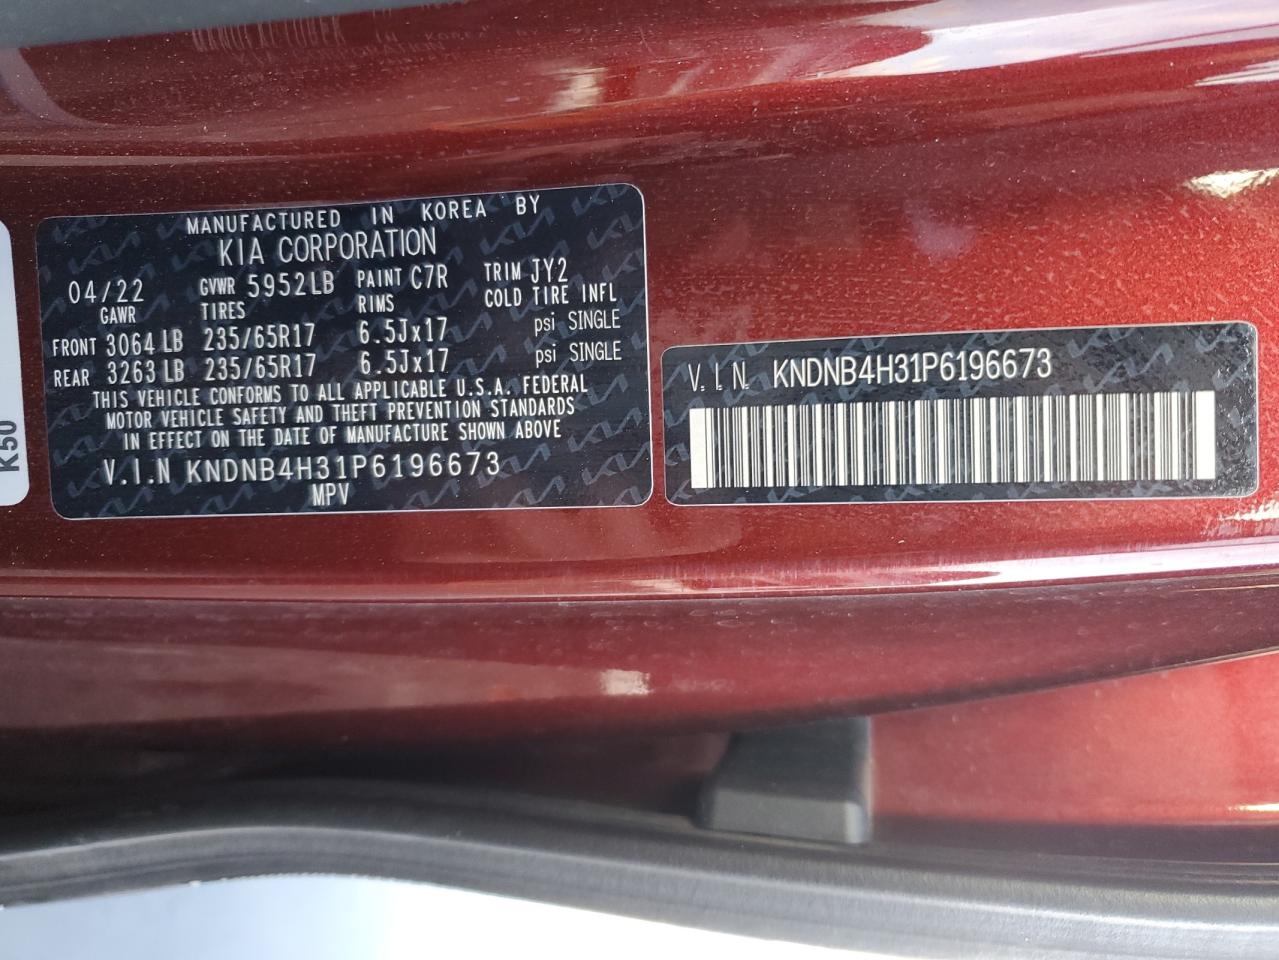 MANUFACTURED IN KOREA BY
KIA CORPORATION
04/22 GVWR 5952LB PAINT C7R TRIM JY2
GAWR TIRES RIMS COLD TIRE INFL
FRONT 3064 LB 235/65R17 6.5Jx17 psi SINGLE
REAR 3263 LB 235/65R17 6.5Jx17 psi SINGLE
THIS VEHICLE CONFORMS TO ALL APPLICABLE U.S.A. FEDERAL
MOTOR VEHICLE SAFETY AND THEFT PREVENTION STANDARDS
IN EFFECT ON THE DATE OF MANUFACTURE SHOWN ABOVE
V.I.N KNDNB4H31P6196673
MPV
V.I.N. KNDNB4H31P6196673
K50